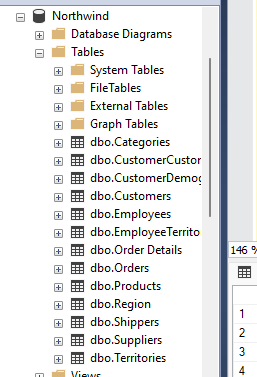 Northwind
Database Diagrams
Tables
System Tables
FileTables
External Tables
Graph Tables
dbo.Categories
dbo.CustomerCustom
dbo.CustomerDemog
dbo.Customers
dbo.Employees
dbo.EmployeeTerrito
dbo.Order Details
dbo.Orders
dbo.Products
dbo.Region
dbo.Shippers
dbo.Suppliers
dbo.Territories
Views
146 %
1
2
3
4